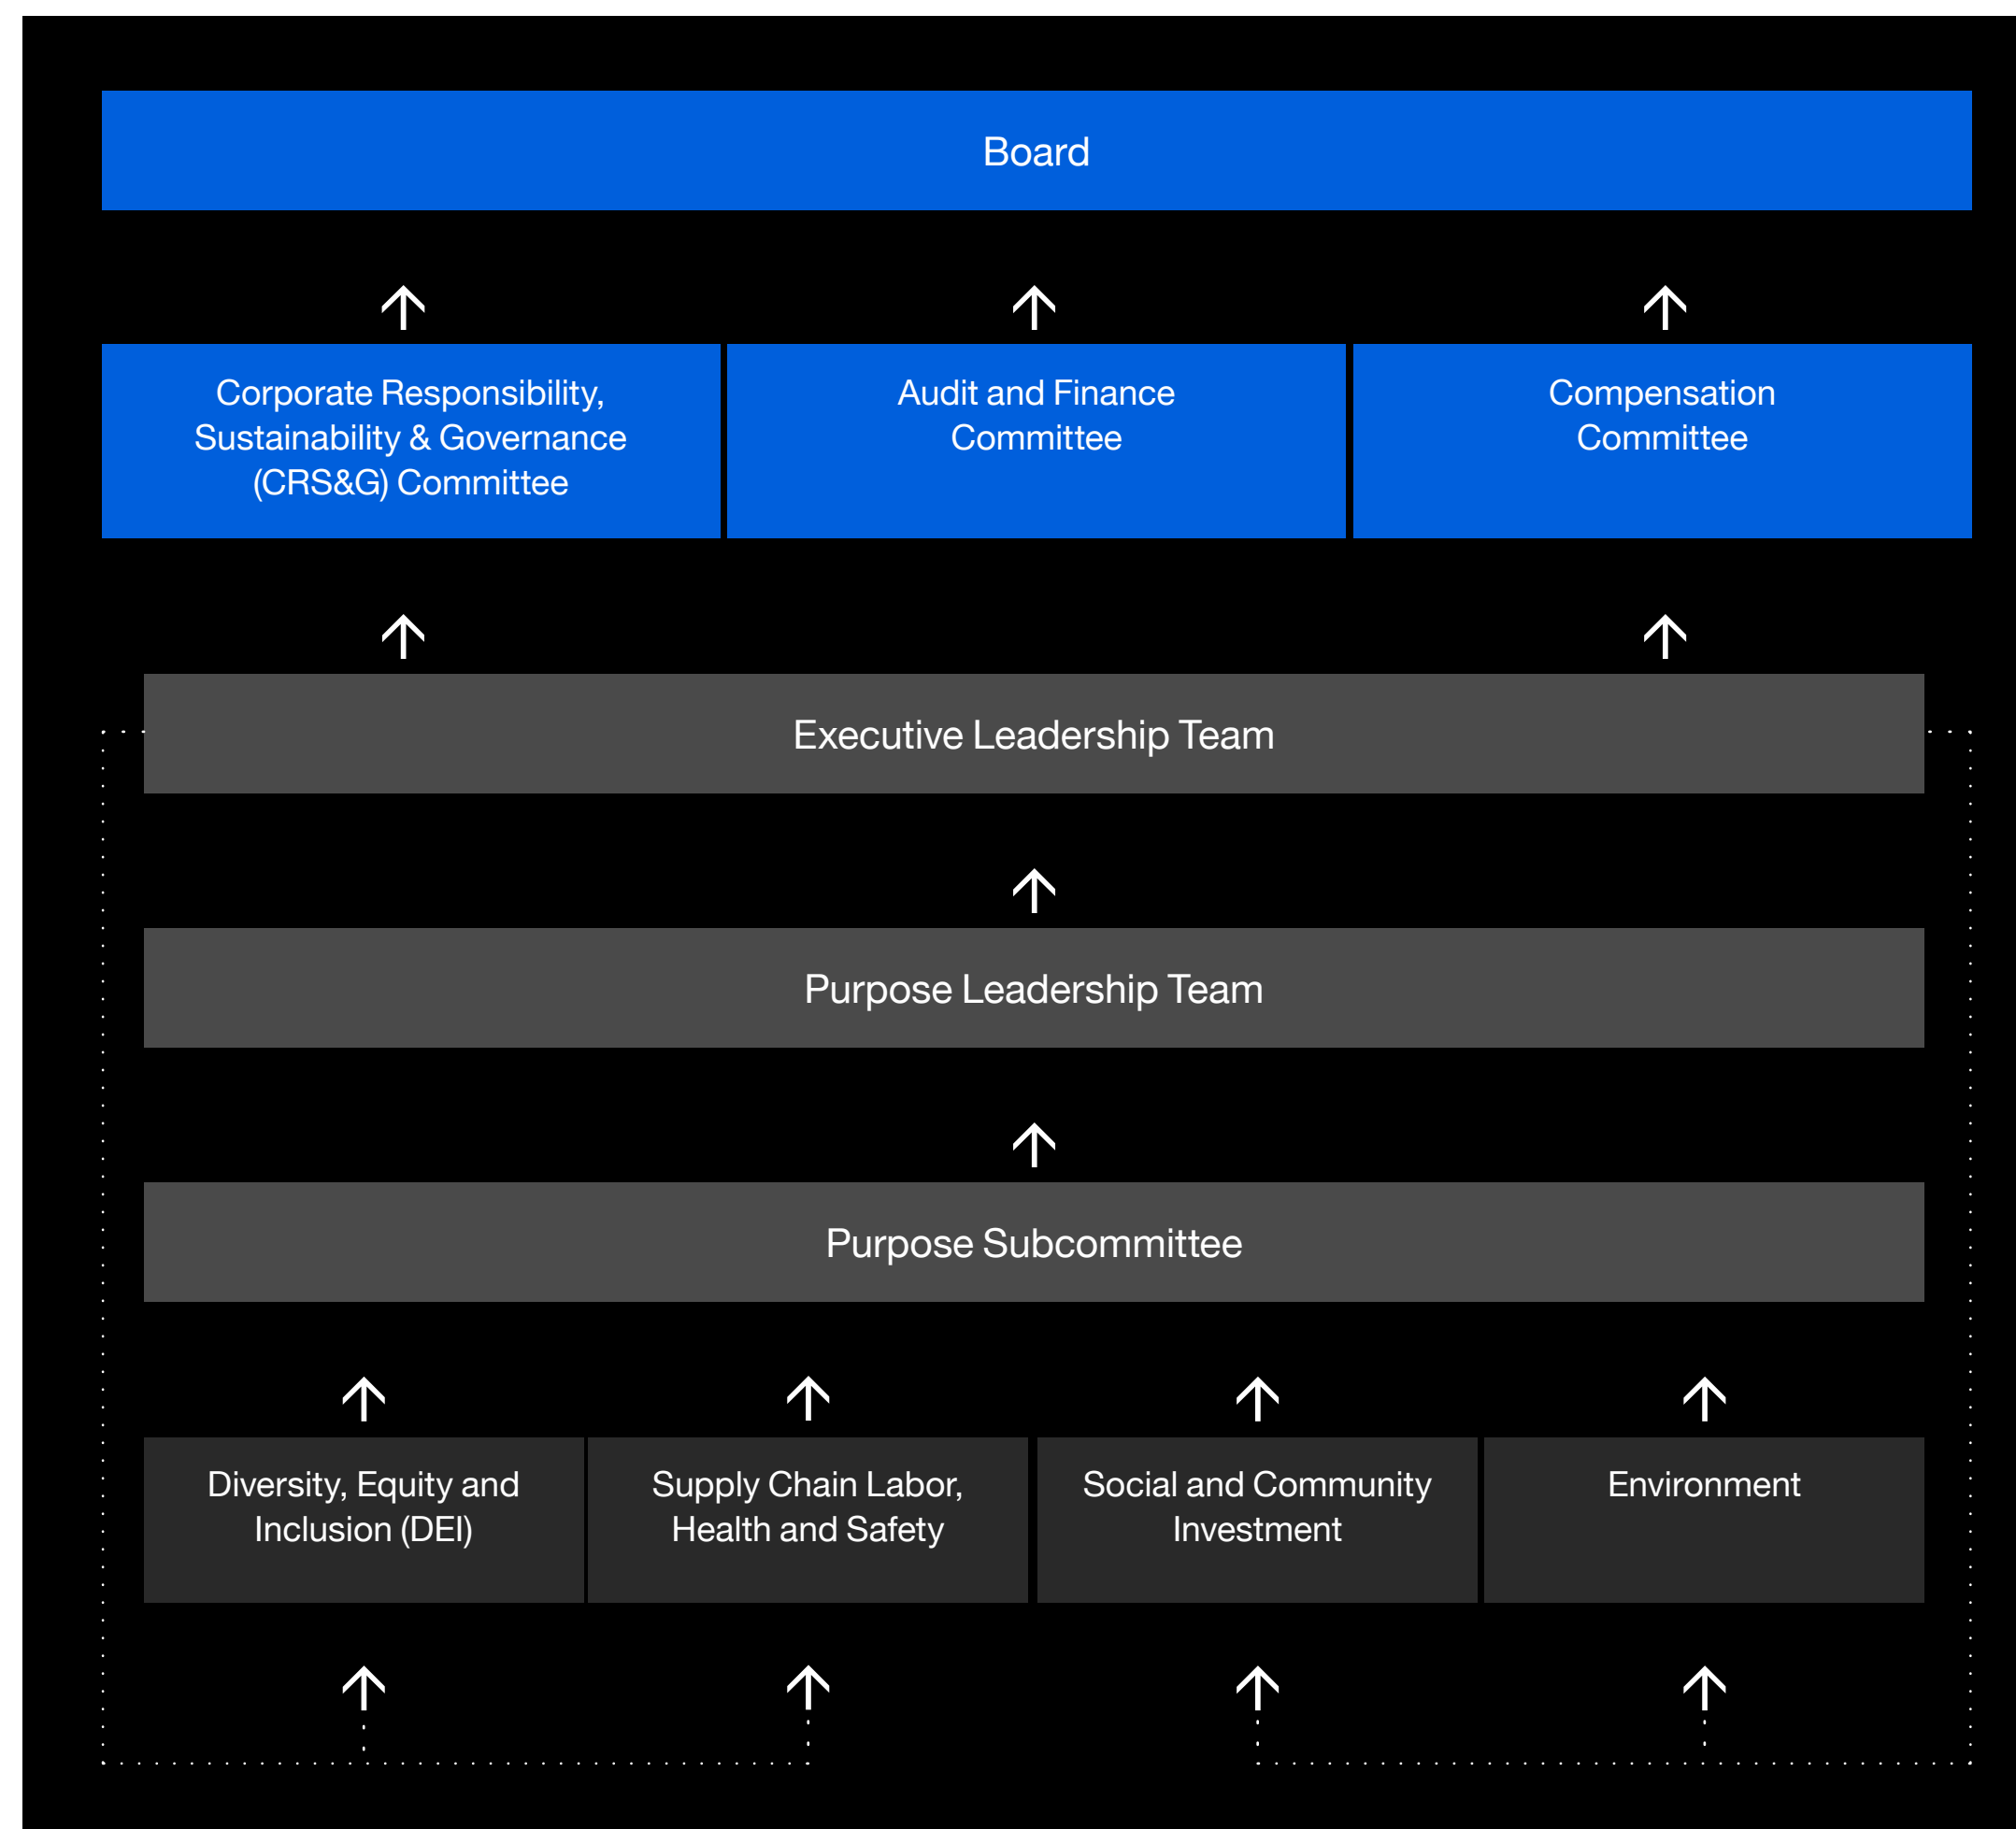 Board
Corporate Responsibility,
Sustainability & Governance
(CRS&G) Committee
Audit and Finance
Committee
Compensation
Committee
Executive Leadership Team
Purpose Leadership Team
Purpose Subcommittee
Diversity, Equity and
Inclusion (DEI)
Supply Chain Labor,
Health and Safety
Social and Community
Investment
Environment